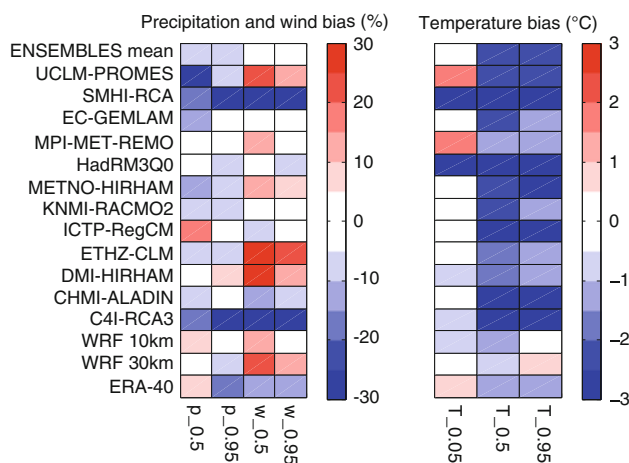 Precipitation and wind bias (%)
Temperature bias (°C)
ENSEMBLES mean
UCLM-PROMES
SMHI-RCA
EC-GEMLAM
MPI-MET-REMO
HadRM3Q0
METNO-HIRHAM
KNMI-RACMO2
ICTP-RegCM
ETHZ-CLM
DMI-HIRHAM
CHMI-ALADIN
C4I-RCA3
WRF 10km
WRF 30km
ERA-40
30
20
10
0
-10
-20
-30
3
2
1
0
−1
−2
−3
p_0.5
p_0.95
w_0.5
w_0.95
T_0.05
T_0.5
T_0.95